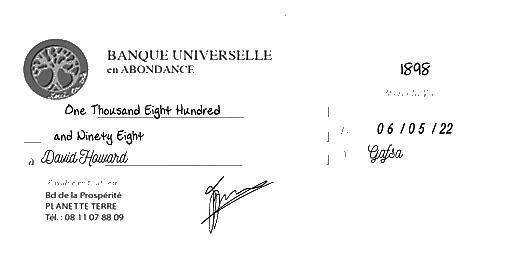 BANQUE UNIVERSELLE
en ABONDANCE
1898
One Thousand Eight Hundred
and Ninety Eight
06/05/22
à David Howard
Gafsa
Bd de la Prospérité
PLANETTE TERRE
Tél. : 08 11 07 88 09